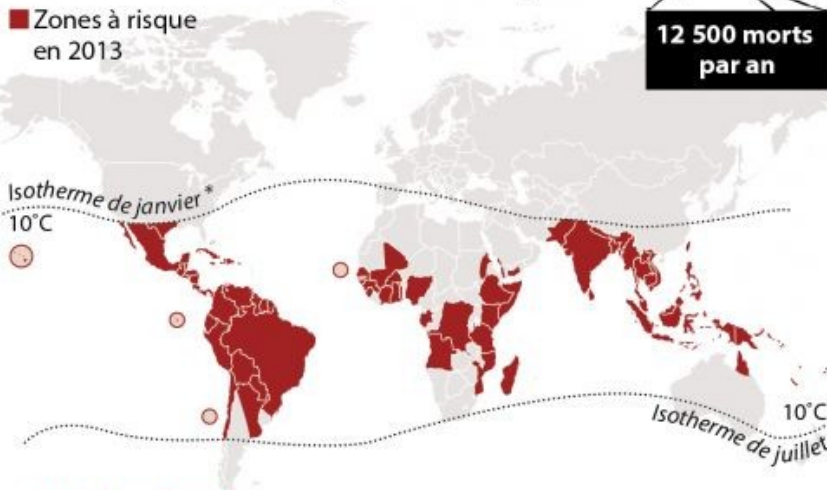 Zones à risque
en 2013
12 500 morts
par an
Isotherme de janvier*
10°C
10°C
Isotherme de juillet